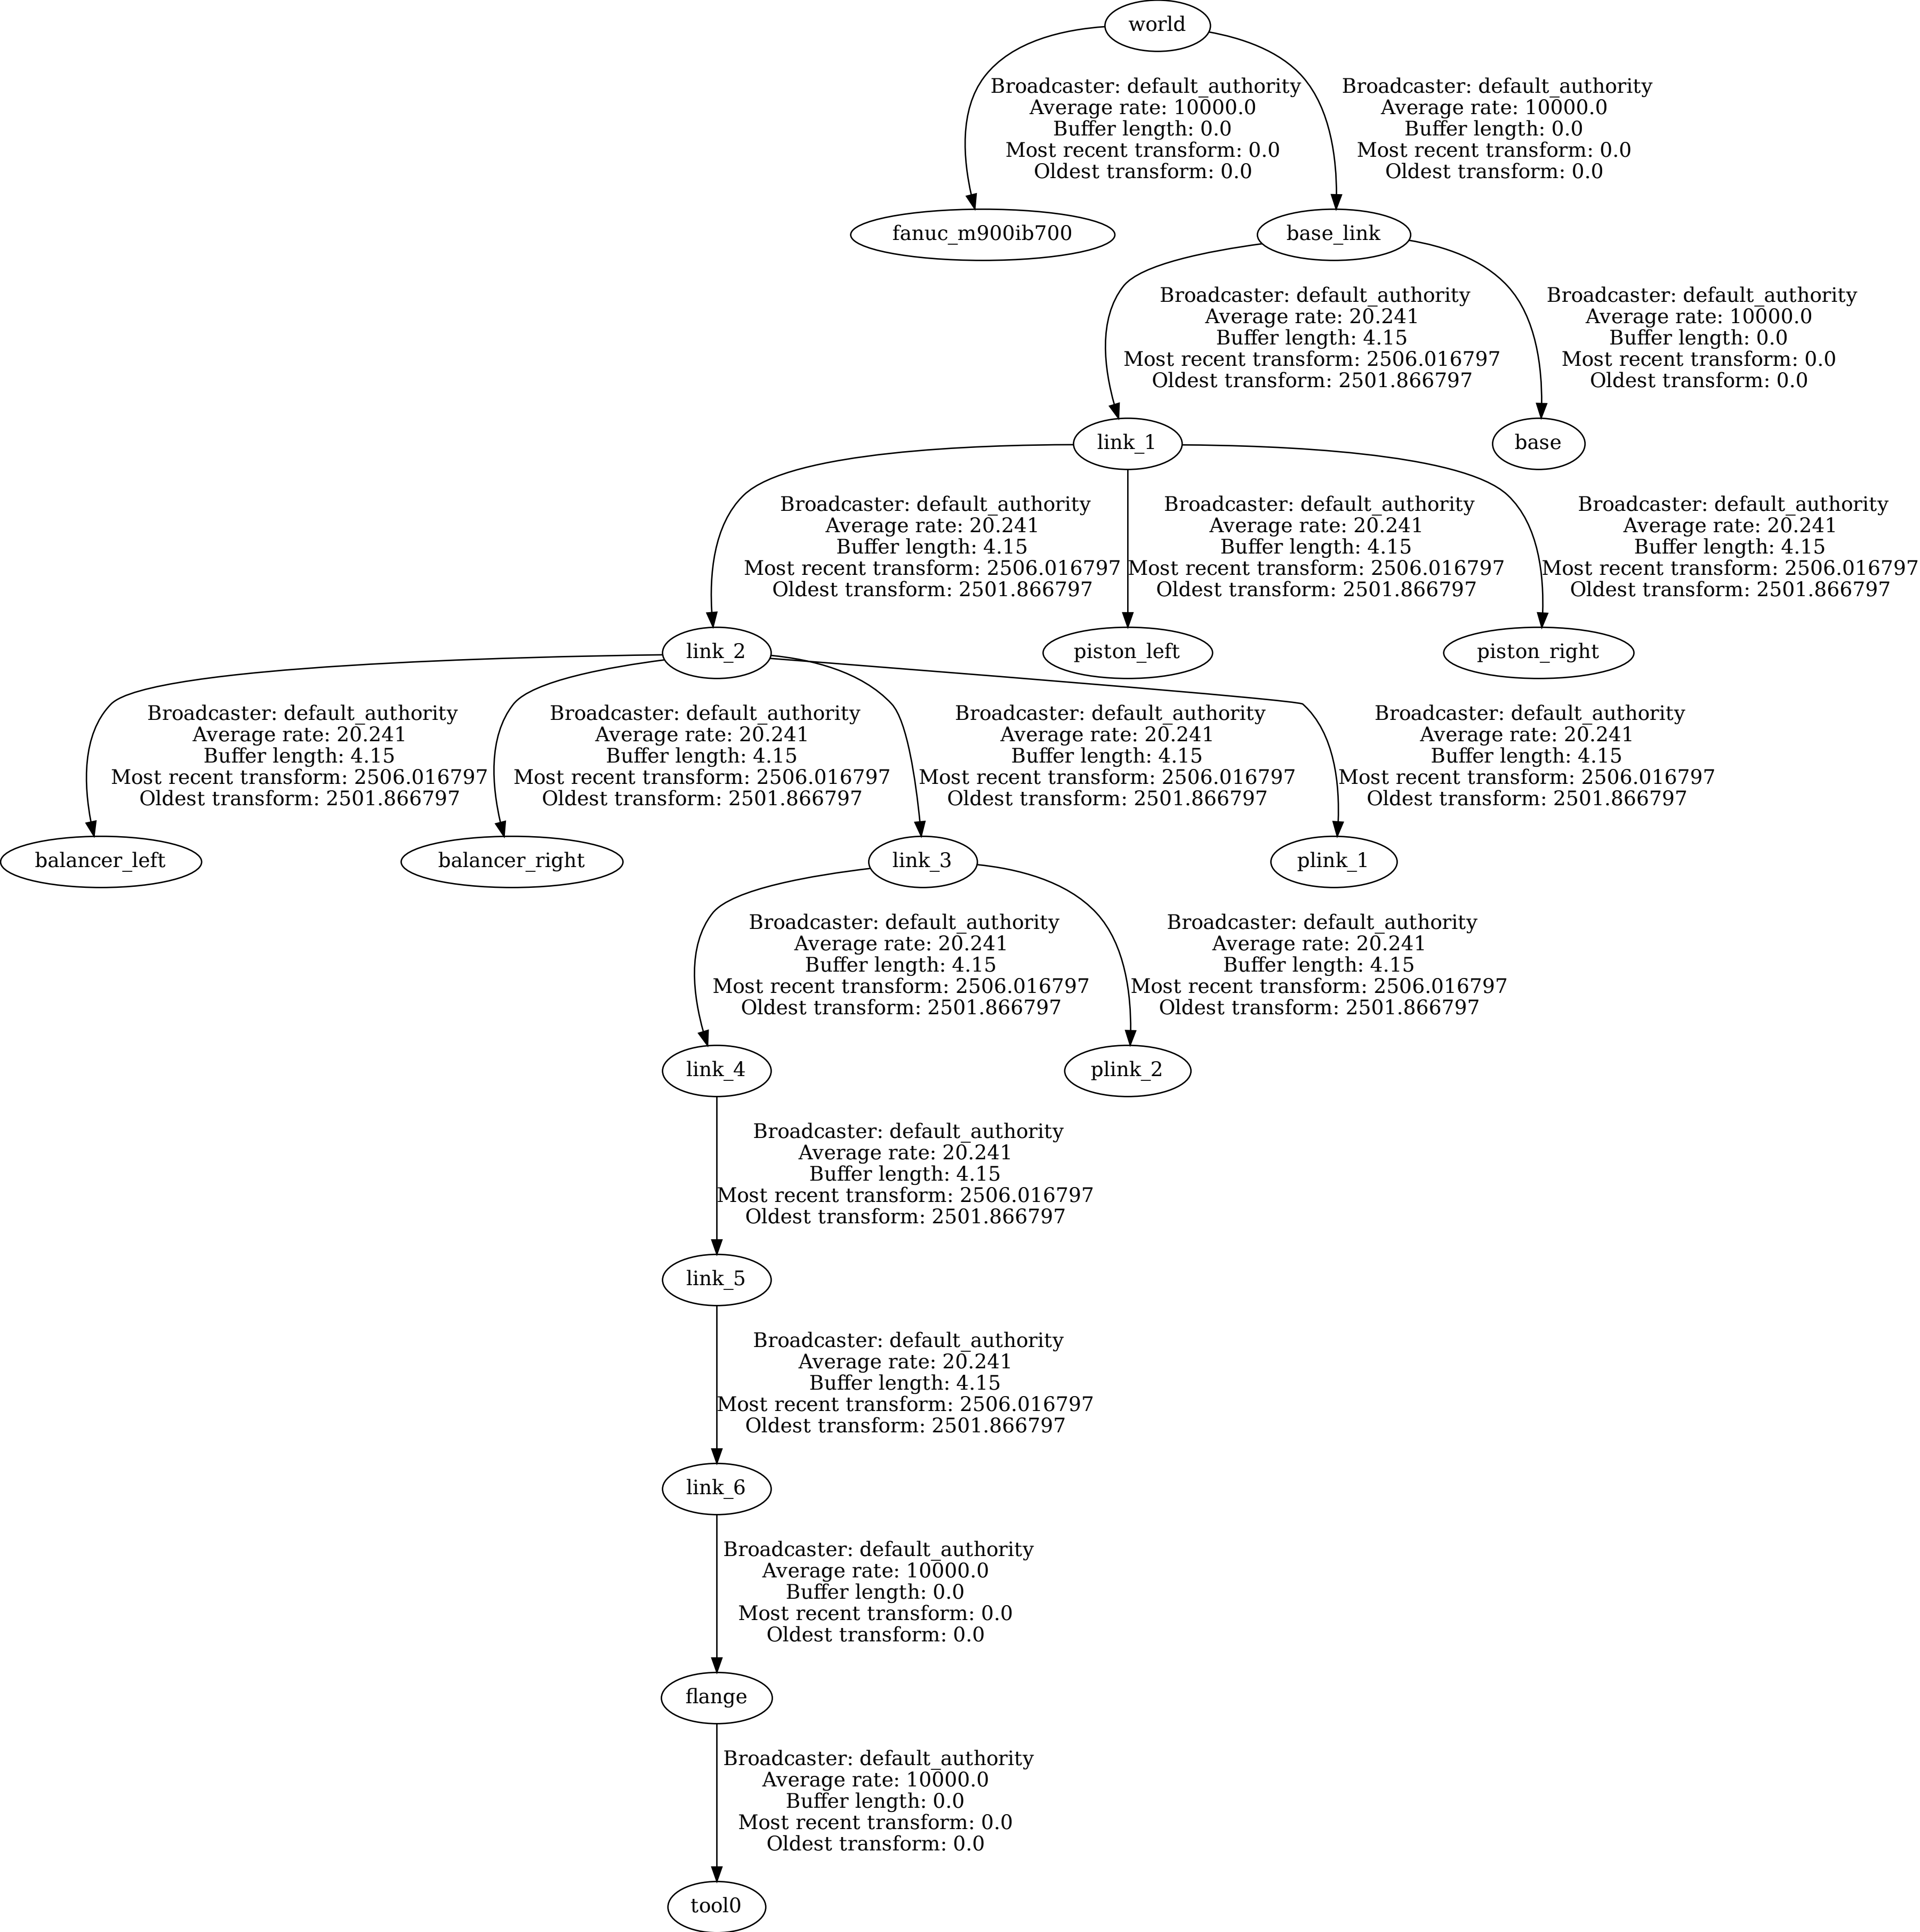 world
Broadcaster: default_authority
Average rate: 10000.0
Buffer length: 0.0
Most recent transform: 0.0
Oldest transform: 0.0
Broadcaster: default_authority
Average rate: 10000.0
Buffer length: 0.0
Most recent transform: 0.0
Oldest transform: 0.0
fanuc_m900ib700
base_link
Broadcaster: default_authority
Average rate: 20.241
Buffer length: 4.15
Most recent transform: 2506.016797
Oldest transform: 2501.866797
Broadcaster: default_authority
Average rate: 10000.0
Buffer length: 0.0
Most recent transform: 0.0
Oldest transform: 0.0
link_1
base
Broadcaster: default_authority
Average rate: 20.241
Buffer length: 4.15
Most recent transform: 2506.016797
Oldest transform: 2501.866797
Broadcaster: default_authority
Average rate: 20.241
Buffer length: 4.15
Most recent transform: 2506.016797
Oldest transform: 2501.866797
Broadcaster: default_authority
Average rate: 20.241
Buffer length: 4.15
Most recent transform: 2506.016797
Oldest transform: 2501.866797
link_2
piston_left
piston_right
Broadcaster: default_authority
Average rate: 20.241
Buffer length: 4.15
Most recent transform: 2506.016797
Oldest transform: 2501.866797
Broadcaster: default_authority
Average rate: 20.241
Buffer length: 4.15
Most recent transform: 2506.016797
Oldest transform: 2501.866797
Broadcaster: default_authority
Average rate: 20.241
Buffer length: 4.15
Most recent transform: 2506.016797
Oldest transform: 2501.866797
Broadcaster: default_authority
Average rate: 20.241
Buffer length: 4.15
Most recent transform: 2506.016797
Oldest transform: 2501.866797
balancer_left
balancer_right
link_3
plink_1
Broadcaster: default_authority
Average rate: 20.241
Buffer length: 4.15
Most recent transform: 2506.016797
Oldest transform: 2501.866797
Broadcaster: default_authority
Average rate: 20.241
Buffer length: 4.15
Most recent transform: 2506.016797
Oldest transform: 2501.866797
link_4
plink_2
Broadcaster: default_authority
Average rate: 20.241
Buffer length: 4.15
Most recent transform: 2506.016797
Oldest transform: 2501.866797
link_5
Broadcaster: default_authority
Average rate: 20.241
Buffer length: 4.15
Most recent transform: 2506.016797
Oldest transform: 2501.866797
link_6
Broadcaster: default_authority
Average rate: 10000.0
Buffer length: 0.0
Most recent transform: 0.0
Oldest transform: 0.0
flange
Broadcaster: default_authority
Average rate: 10000.0
Buffer length: 0.0
Most recent transform: 0.0
Oldest transform: 0.0
tool0